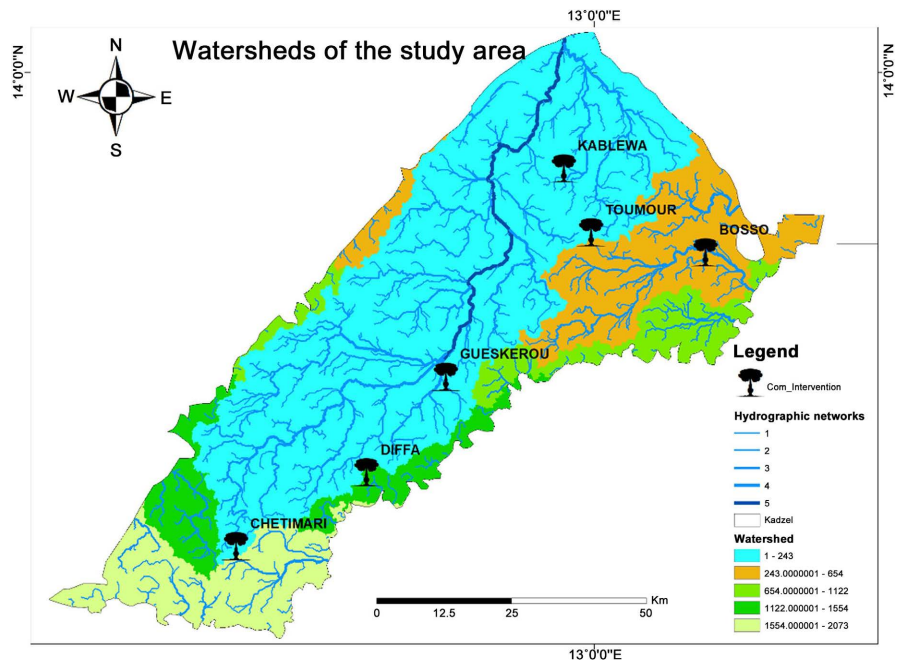 13°0'0"E
Watersheds of the study area
14°0'0"N
14°0'0"N
N
W
E
S
KABLEWA
TOUMOUR
BOSSO
GUESKEROU
DIFFA
CHETIMARI
Legend
Com_Intervention
Hydrographic networks
1
2
3
4
5
Kadzel
Watershed
1 - 243
243.0000001 - 654
654.0000001 - 1122
1122.000001 - 1554
1554.000001 - 2073
Km
0 12.5 25 50
13°0'0"E